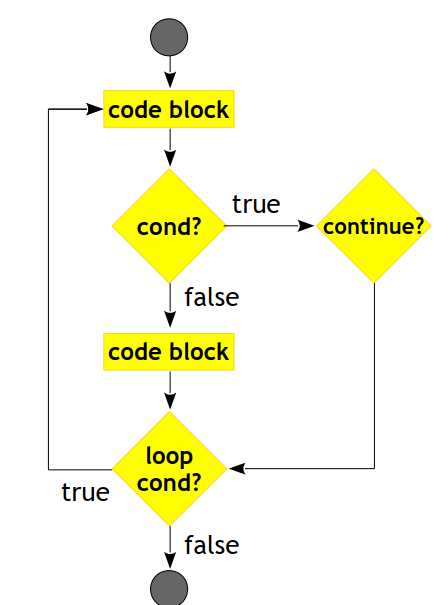 code block
true
cond?
continue?
false
code block
loop
cond?
true
false